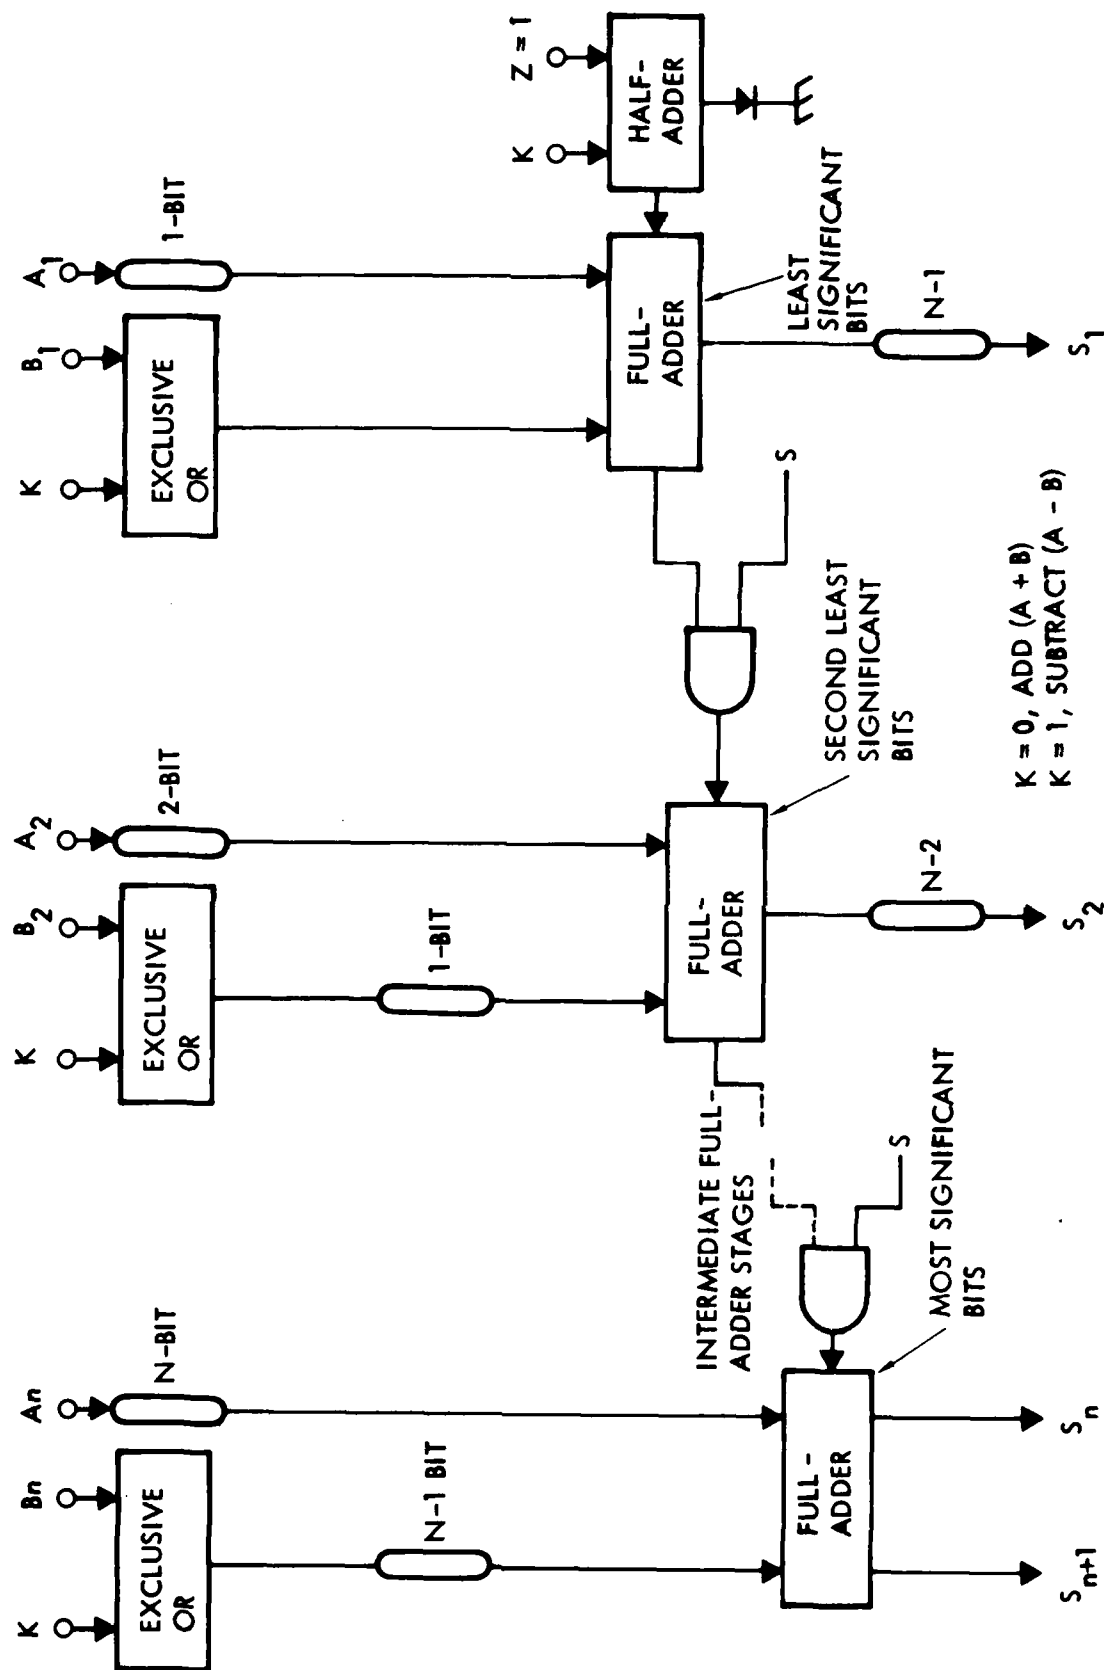 K
Bn
An
N-BIT
EXCLUSIVE
OR
N-1 BIT
FULL-
ADDER
S
MOST SIGNIFICANT
BITS
Sn+1
Sn
INTERMEDIATE FULL-
ADDER STAGES
K
B2
A2
2-BIT
EXCLUSIVE
OR
1-BIT
FULL-
ADDER
SECOND LEAST
SIGNIFICANT
BITS
N-2
S2
K
B1
A1
1-BIT
EXCLUSIVE
OR
S
FULL-
ADDER
LEAST
SIGNIFICANT
BITS
N-1
S1
K
Z = 1
HALF-
ADDER
K = 0, ADD (A + B)
K = 1, SUBTRACT (A - B)